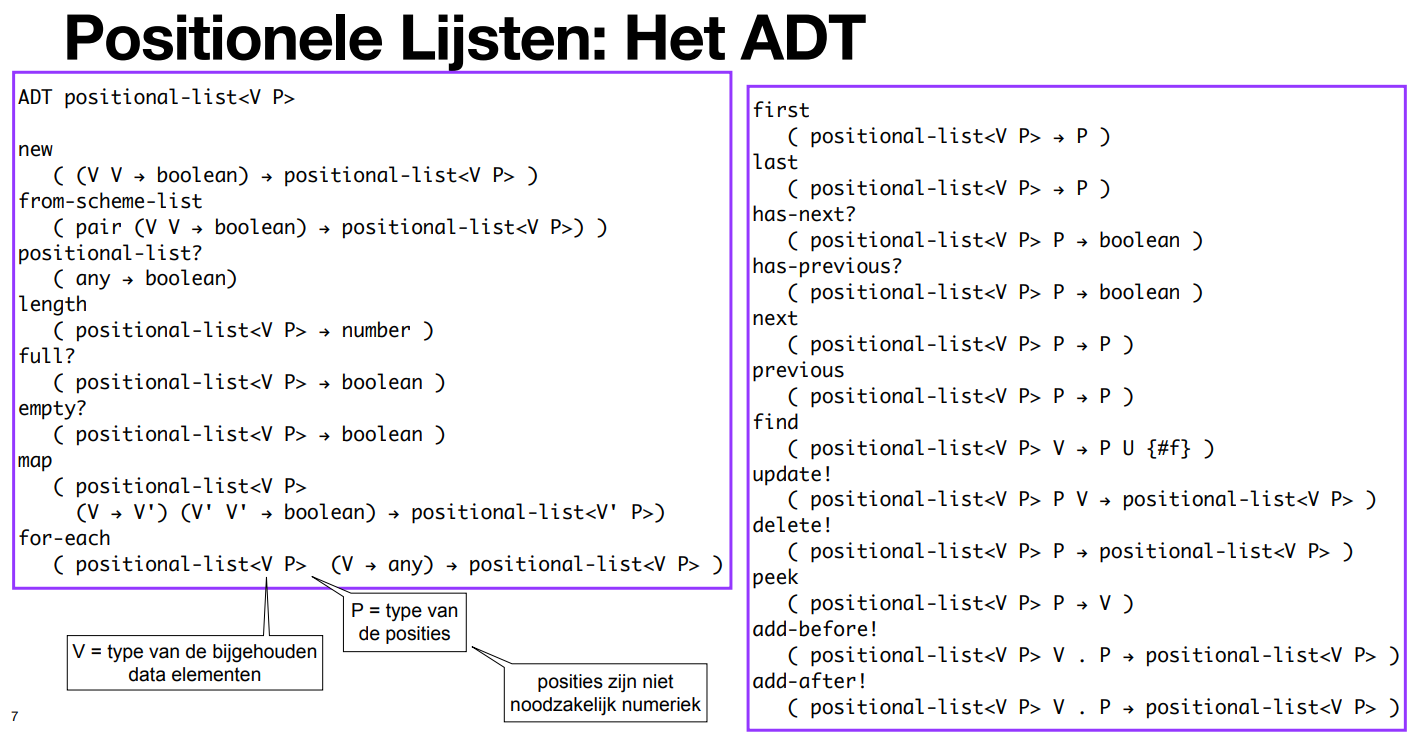 Positionele Lijsten: Het ADT
ADT positional-list<V P>
new
( (V V → boolean) → positional-list<V P> )
from-scheme-list
( pair (V V → boolean) → positional-list<V P>) )
positional-list?
( any → boolean)
length
( positional-list<V P> → number )
full?
( positional-list<V P> → boolean )
empty?
( positional-list<V P> → boolean )
map
( positional-list<V P>
(V → V') (V' V' → boolean) → positional-list<V' P>)
for-each
( positional-list<V P>  (V → any) → positional-list<V P> )
first
( positional-list<V P> → P )
last
( positional-list<V P> → P )
has-next?
( positional-list<V P> P → boolean )
has-previous?
( positional-list<V P> P → boolean )
next
( positional-list<V P> P → P )
previous
( positional-list<V P> P → P )
find
( positional-list<V P> V → P U {#f} )
update!
( positional-list<V P> P V → positional-list<V P> )
delete!
( positional-list<V P> P → positional-list<V P> )
peek
( positional-list<V P> P → V )
add-before!
( positional-list<V P> V . P → positional-list<V P> )
add-after!
( positional-list<V P> V . P → positional-list<V P> )
P = type van
de posities
V = type van de bijgehouden
data elementen
posities zijn niet
noodzakelijk numeriek
7